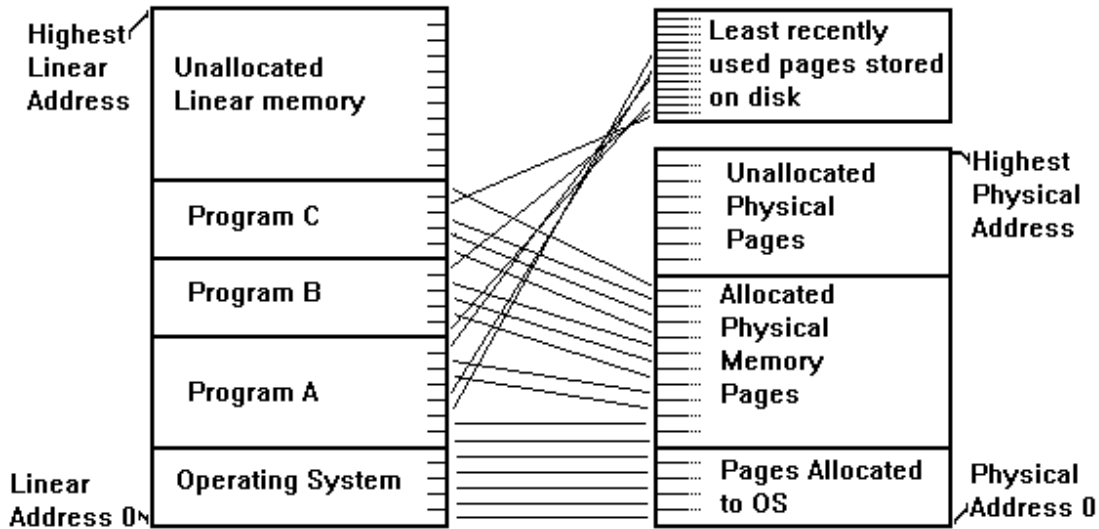 Highest
Linear
Address
Unallocated
Linear memory
Program C
Program B
Program A
Operating System
Linear
Address 0
Least recently
used pages stored
on disk
Unallocated
Physical
Pages
Highest
Physical
Address
Allocated
Physical
Memory
Pages
Pages Allocated
to OS
Physical
Address 0